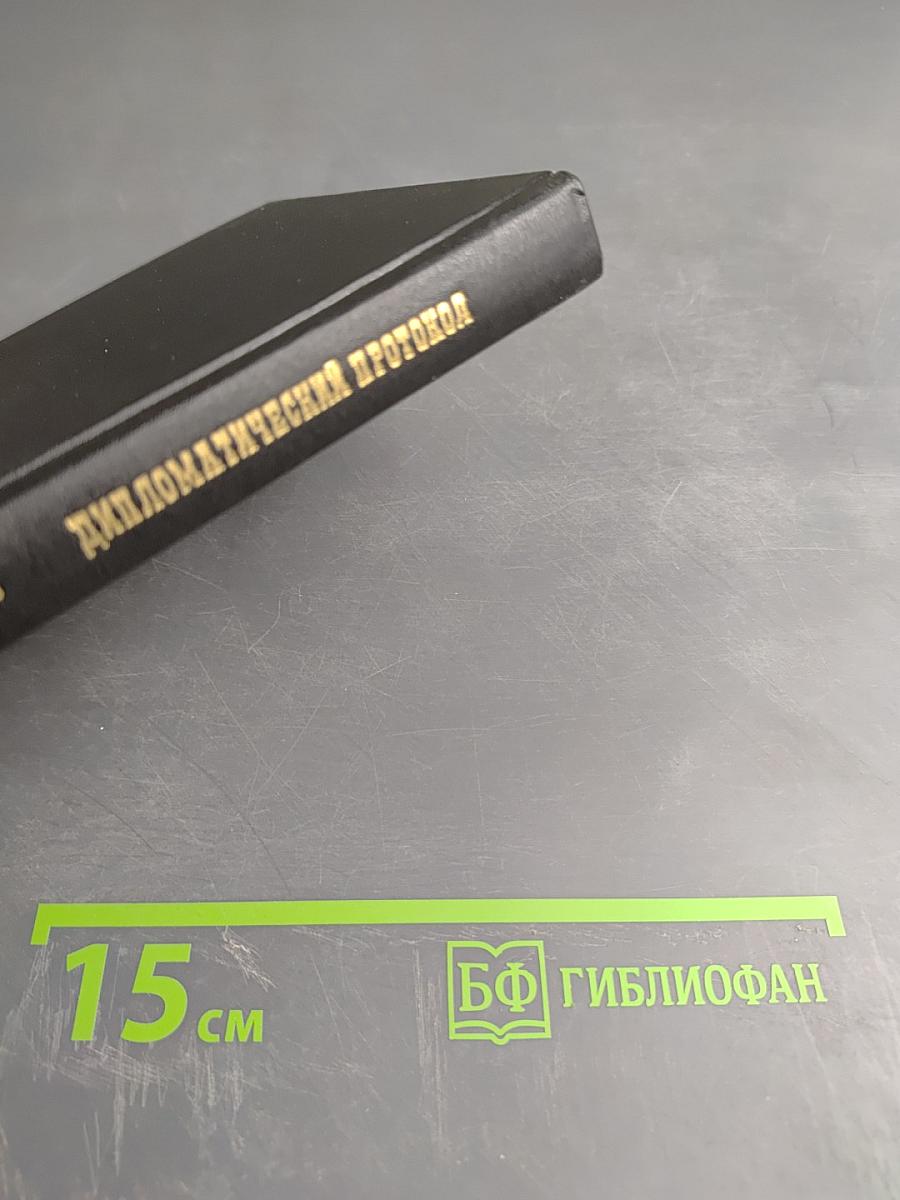 ДИПЛОМАТИЧЕСКИЙ ПРОТОКОЛ
15 см
БФ ГИБЛИОФАН